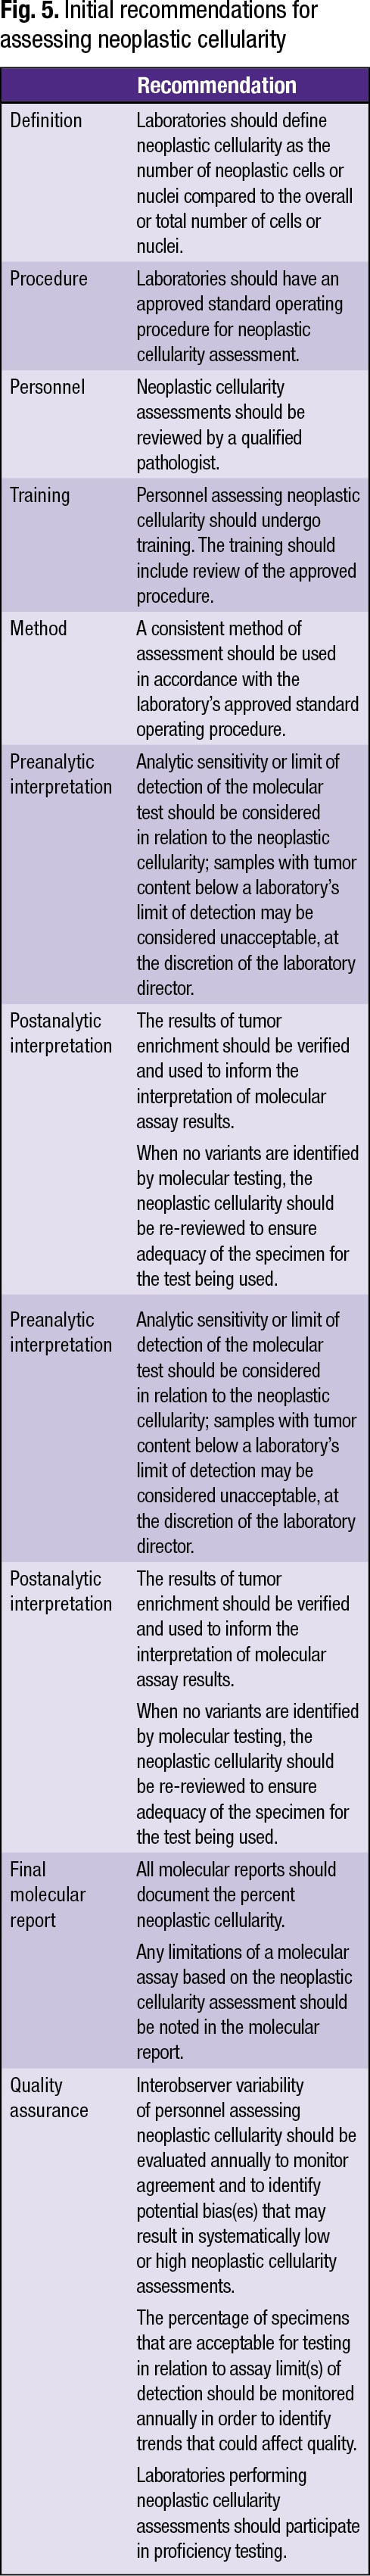 Fig. 5. Initial recommendations for
assessing neoplastic cellularity
Recommendation
Definition
Laboratories should define
neoplastic cellularity as the
number of neoplastic cells or
nuclei compared to the overall
or total number of cells or
nuclei.
Procedure
Laboratories should have an
approved standard operating
procedure for neoplastic
cellularity assessment.
Personnel
Neoplastic cellularity
assessments should be
reviewed by a qualified
pathologist.
Training
Personnel assessing neoplastic
cellularity should undergo
training. The training should
include review of the approved
procedure.
Method
A consistent method of
assessment should be used
in accordance with the
laboratory's approved standard
operating procedure.
Preanalytic
interpretation
Analytic sensitivity or limit of
detection of the molecular
test should be considered
in relation to the neoplastic
cellularity; samples with tumor
content below a laboratory's
limit of detection may be
considered unacceptable, at
the discretion of the laboratory
director.
Postanalytic
interpretation
The results of tumor
enrichment should be verified
and used to inform the
interpretation of molecular
assay results.
When no variants are identified
by molecular testing, the
neoplastic cellularity should
be re-reviewed to ensure
adequacy of the specimen for
the test being used.
Preanalytic
interpretation
Analytic sensitivity or limit of
detection of the molecular
test should be considered
in relation to the neoplastic
cellularity; samples with tumor
content below a laboratory's
limit of detection may be
considered unacceptable, at
the discretion of the laboratory
director.
Postanalytic
interpretation
The results of tumor
enrichment should be verified
and used to inform the
interpretation of molecular
assay results.
When no variants are identified
by molecular testing, the
neoplastic cellularity should
be re-reviewed to ensure
adequacy of the specimen for
the test being used.
Final
molecular
report
All molecular reports should
document the percent
neoplastic cellularity.
Any limitations of a molecular
assay based on the neoplastic
cellularity assessment should
be noted in the molecular
report.
Quality
assurance
Interobserver variability
of personnel assessing
neoplastic cellularity should be
evaluated annually to monitor
agreement and to identify
potential bias(es) that may
result in systematically low
or high neoplastic cellularity
assessments.
The percentage of specimens
that are acceptable for testing
in relation to assay limit(s) of
detection should be monitored
annually in order to identify
trends that could affect quality.
Laboratories performing
neoplastic cellularity
assessments should participate
in proficiency testing.